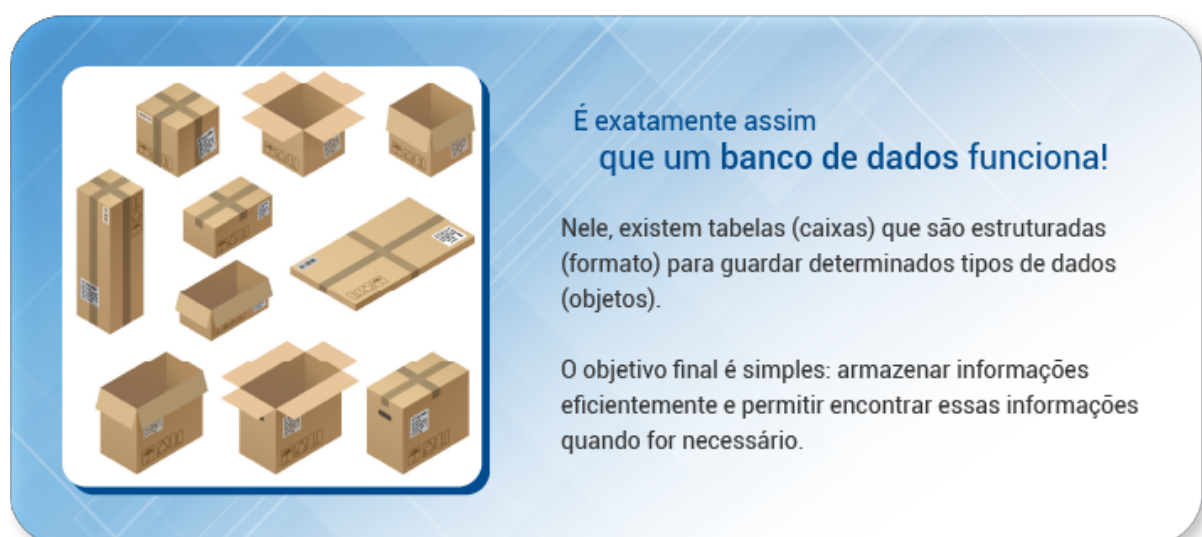 É exatamente assim
que um banco de dados funciona!
Nele, existem tabelas (caixas) que são estruturadas
(formato) para guardar determinados tipos de dados
(objetos).
O objetivo final é simples: armazenar informações
eficientemente e permitir encontrar essas informações
quando for necessário.